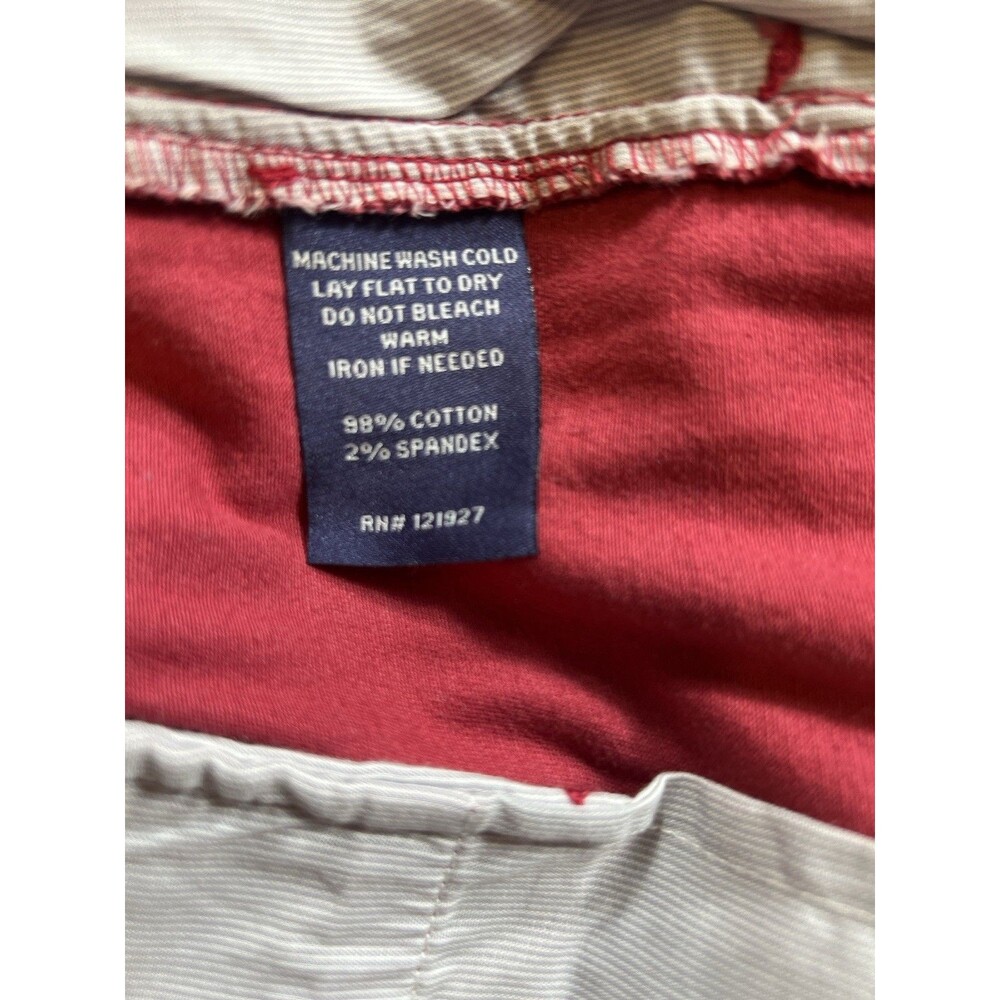 MACHINE WASH COLD
LAY FLAT TO DRY
DO NOT BLEACH
WARM
IRON IF NEEDED
98% COTTON
2% SPANDEX
RN# 121927